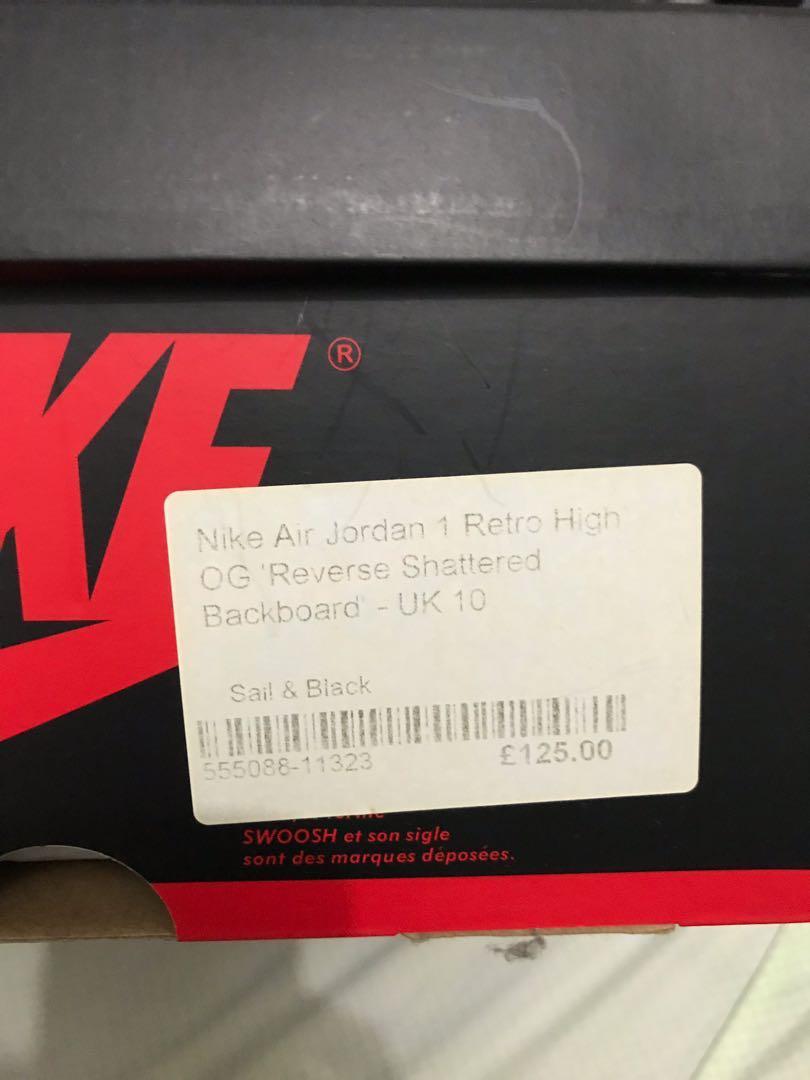 KE®
Nike Air Jordan 1 Retro High
OG 'Reverse Shattered
Backboard' - UK 10
Sail & Black
555088-11323
£125.00
SWOOSH et son sigle
sont des marques déposées.